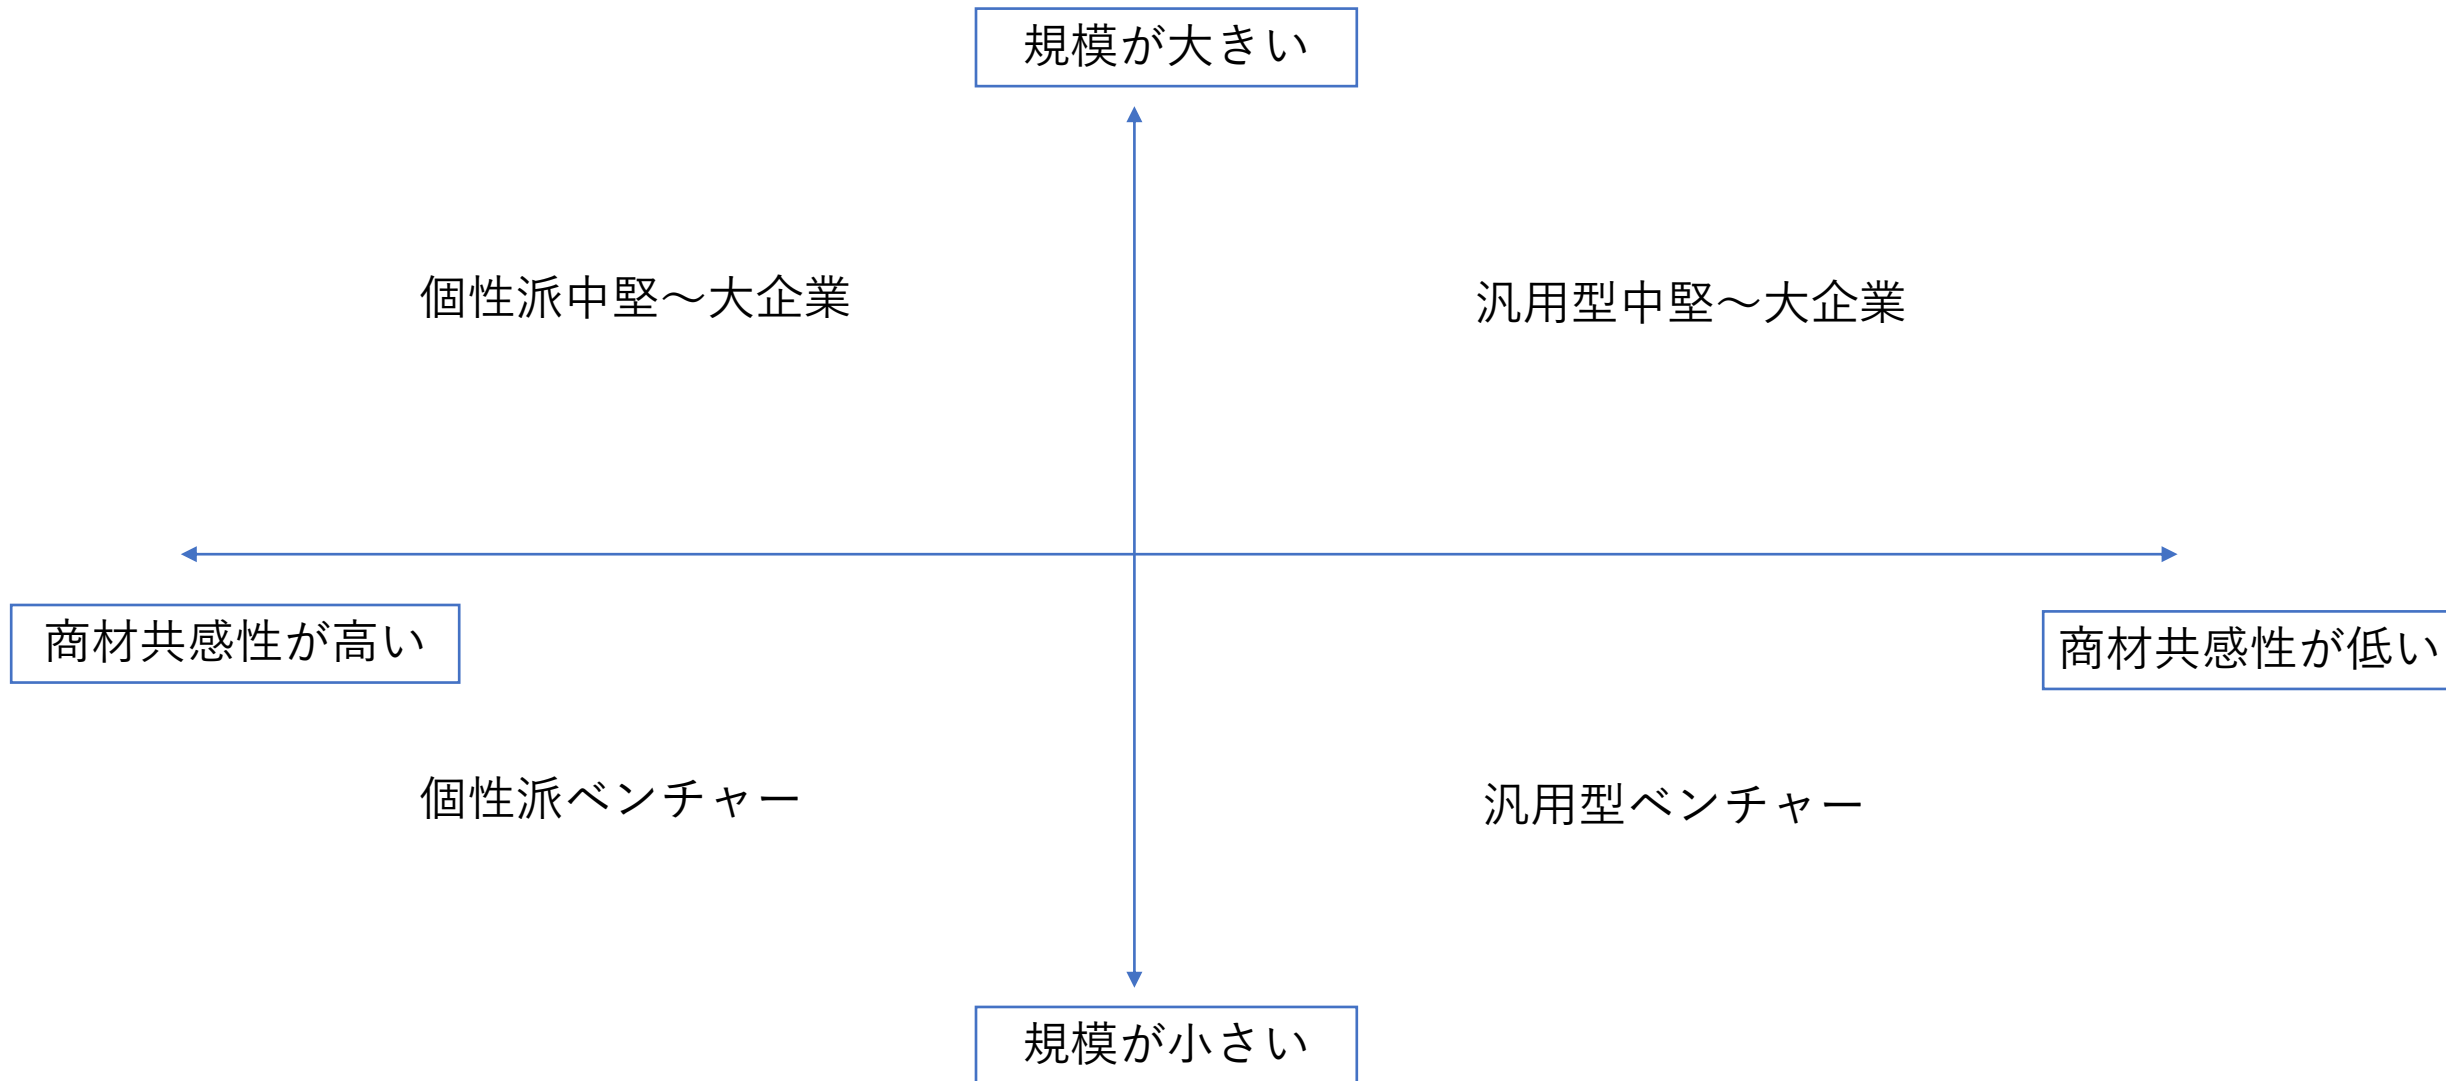 規模が大きい
個性派中堅～大企業
汎用型中堅～大企業
商材共感性が高い
商材共感性が低い
個性派ベンチャー
汎用型ベンチャー
規模が小さい